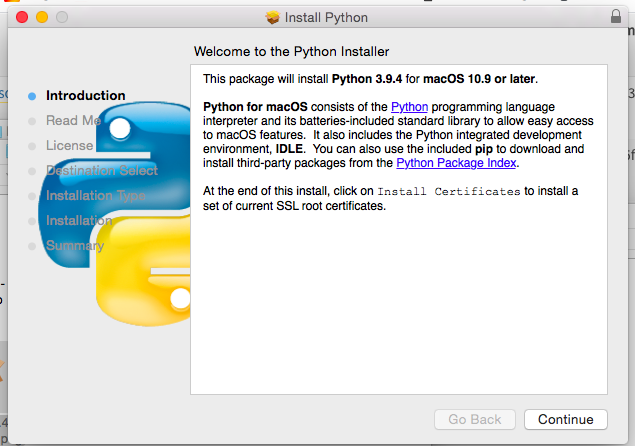 Install Python
Welcome to the Python Installer
Introduction
Read Me
License
Destination Select
Installation Type
Installation
Summary
This package will install Python 3.9.4 for macOS 10.9 or later.
Python for macOS consists of the Python programming language
interpreter and its batteries-included standard library to allow easy access
to macOS features. It also includes the Python integrated development
environment, IDLE. You can also use the included pip to download and
install third-party packages from the Python Package Index.
At the end of this install, click on Install Certificates to install a
set of current SSL root certificates.
Go Back
Continue